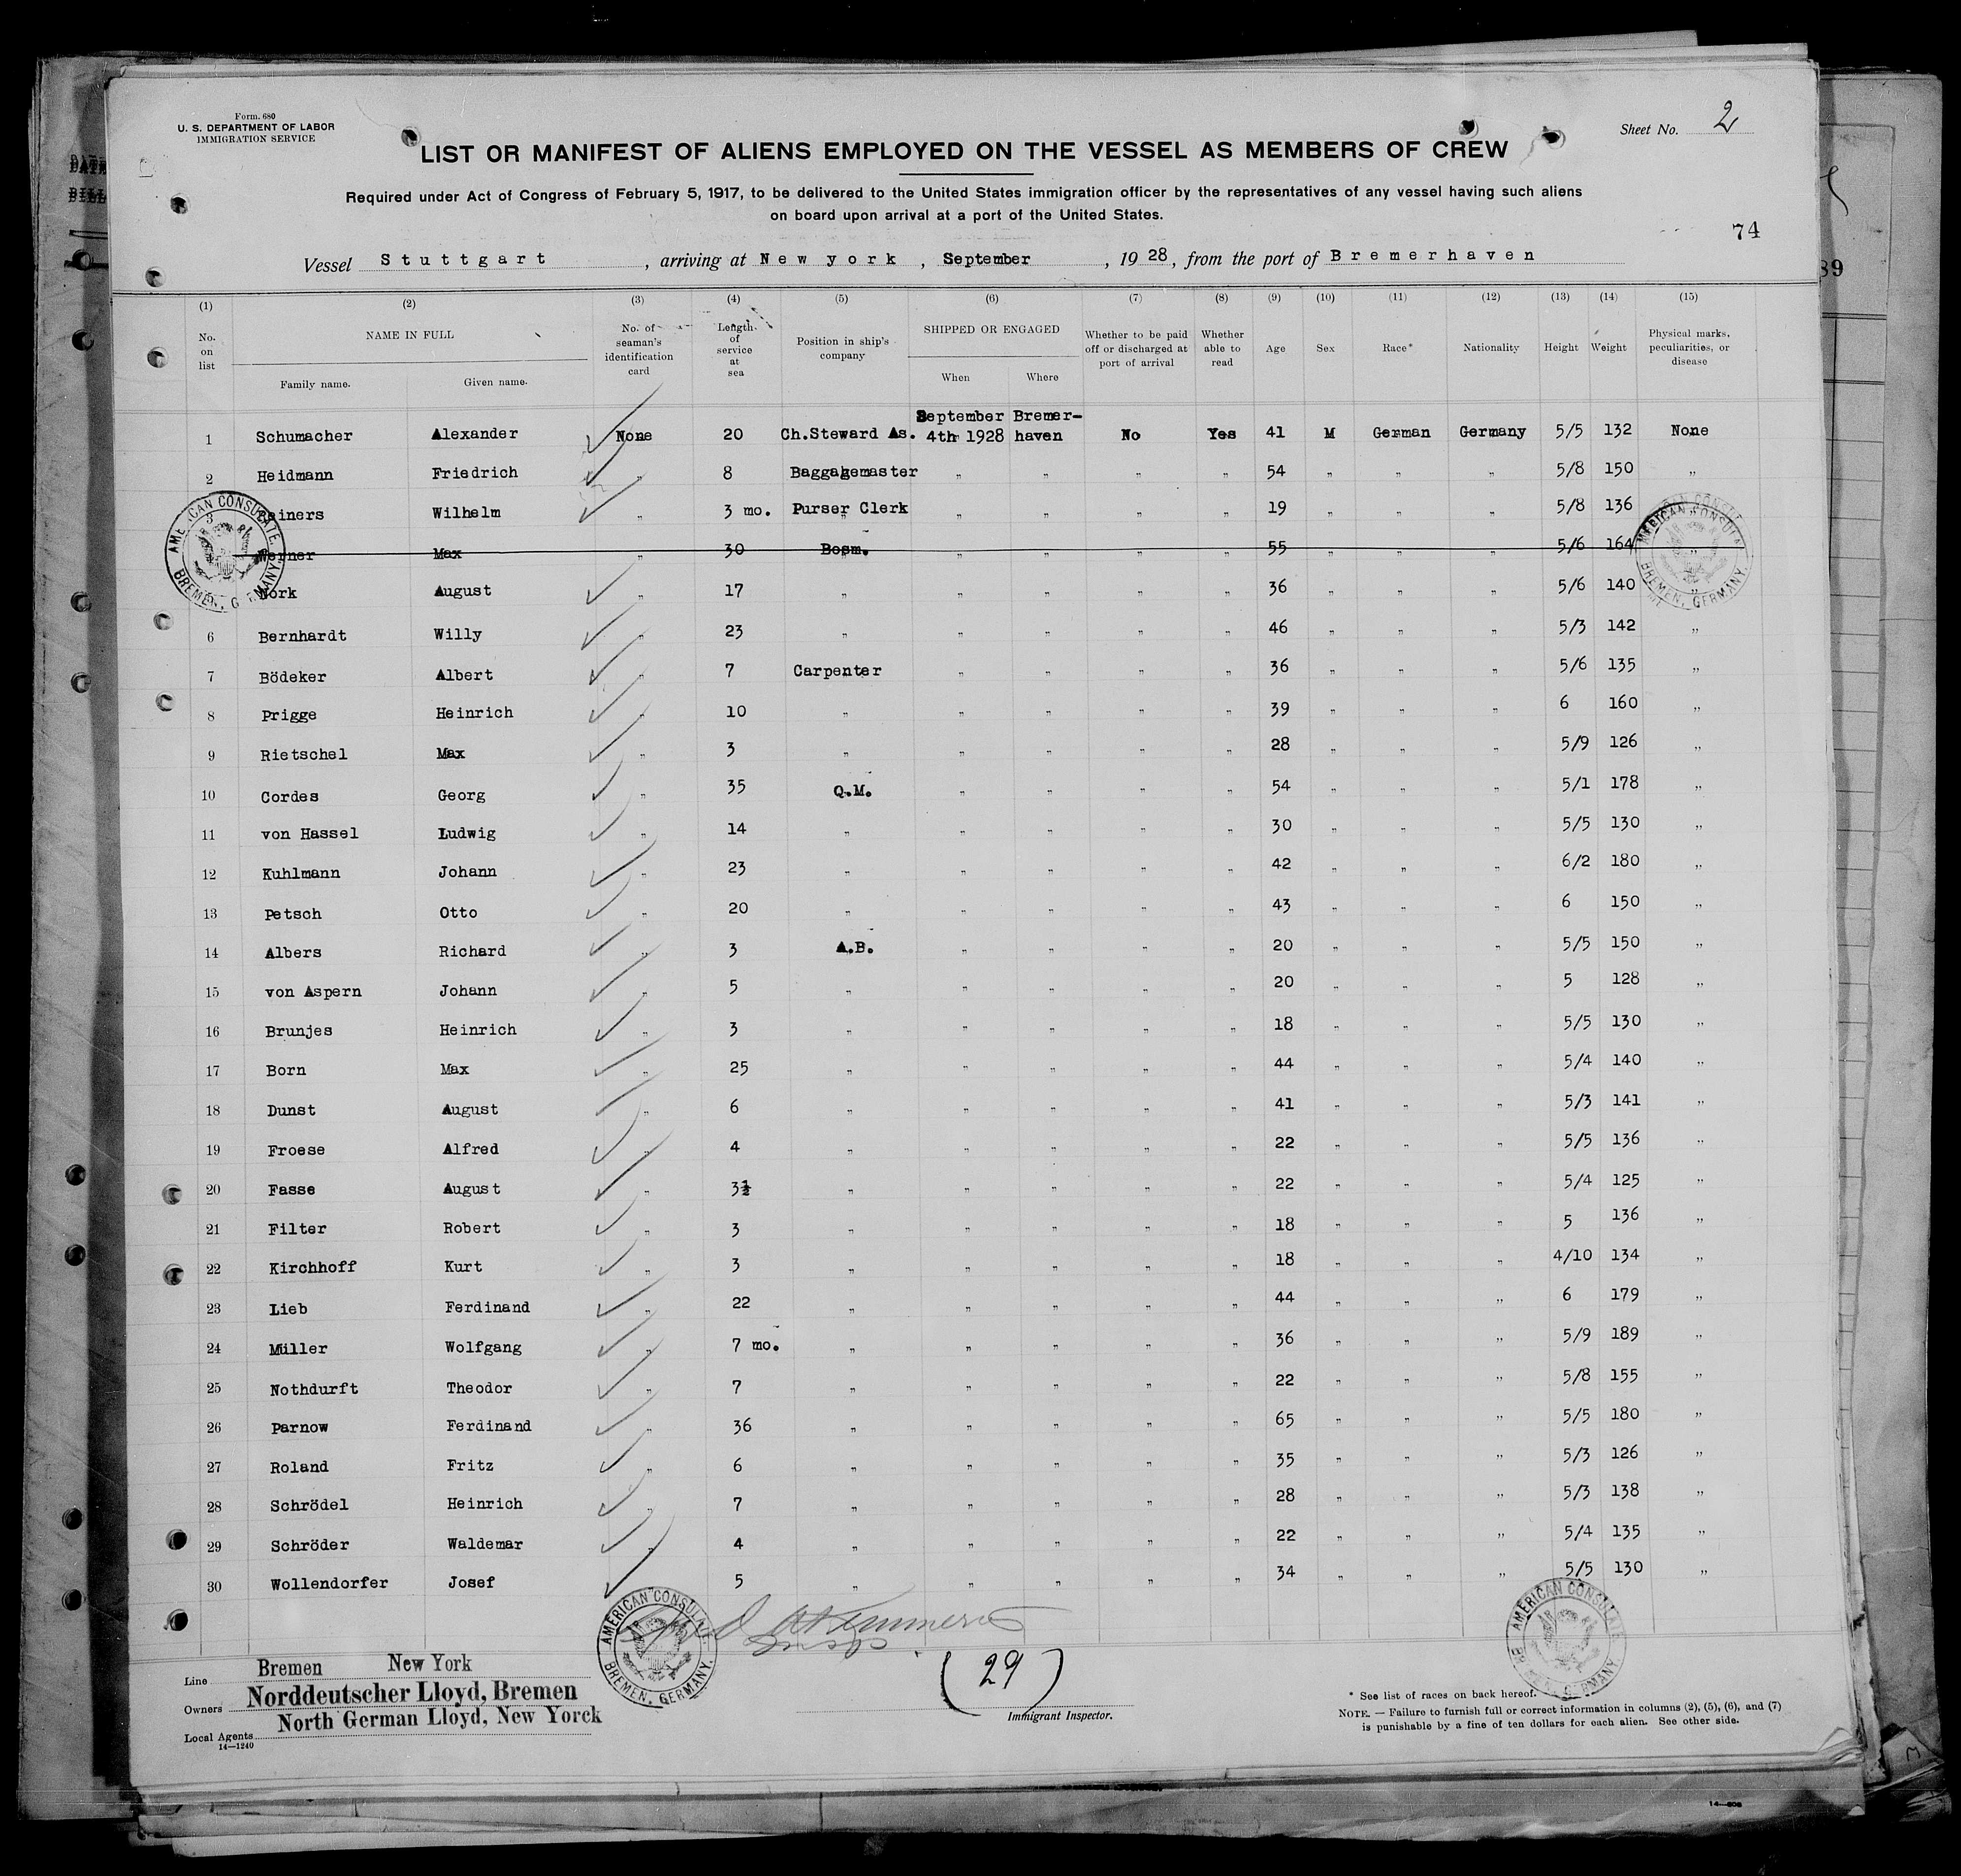 Form. 680
U. S. DEPARTMENT OF LABOR
IMMIGRATION SERVICE
Sheet No. 2
LIST OR MANIFEST OF ALIENS EMPLOYED ON THE VESSEL AS MEMBERS OF CREW
Required under Act of Congress of February 5, 1917, to be delivered to the United States immigration officer by the representatives of any vessel having such aliens
on board upon arrival at a port of the United States.
74
Vessel Stuttgart, arriving at New york, September, 1928, from the port of Bremerhaven
89
(1) (2) (3) (4) (5) (6) (7) (8) (9) (10) (11) (12) (13) (14) (15)
No. on list NAME IN FULL Family name. Given name. No. of seaman's identification card Length of service at sea Position in ship's company SHIPPED OR ENGAGED When Where Whether to be paid off or discharged at port of arrival Whether able to read Age Sex Race* Nationality Height Weight Physical marks, peculiarities, or disease
1 Schumacher Alexander None 20 Ch.Steward As. September 4th 1928 Bremer-haven No Yes 41 M German Germany 5/5 132 None
2 Heidmann Friedrich „ 8 Baggagemaster „ „ „ „ 54 „ „ „ 5/8 150 „
3 Reiners Wilhelm „ 3 mo. Purser Clerk „ „ „ „ 19 „ „ „ 5/8 136 „
Werner Max „ 30 Bosm. „ „ „ „ 55 „ „ „ 5/6 164 „
5 York August „ 17 „ „ „ „ „ 36 „ „ „ 5/6 140 „
6 Bernhardt Willy „ 23 „ „ „ „ „ 46 „ „ „ 5/3 142 „
7 Bödeker Albert „ 7 Carpenter „ „ „ „ 36 „ „ „ 5/6 135 „
8 Prigge Heinrich „ 10 „ „ „ „ „ 39 „ „ „ 6 160 „
9 Rietschel Max „ 3 „ „ „ „ „ 28 „ „ „ 5/9 126 „
10 Cordes Georg „ 35 Q.M. „ „ „ „ 54 „ „ „ 5/1 178 „
11 von Hassel Ludwig „ 14 „ „ „ „ „ 30 „ „ „ 5/5 130 „
12 Kuhlmann Johann „ 23 „ „ „ „ „ 42 „ „ „ 6/2 180 „
13 Petsch Otto „ 20 „ „ „ „ „ 43 „ „ „ 6 150 „
14 Albers Richard „ 3 A.B. „ „ „ „ 20 „ „ „ 5/5 150 „
15 von Aspern Johann „ 5 „ „ „ „ „ 20 „ „ „ 5 128 „
16 Brunjes Heinrich „ 3 „ „ „ „ „ 18 „ „ „ 5/5 130 „
17 Born Max „ 25 „ „ „ „ „ 44 „ „ „ 5/4 140 „
18 Dunst August „ 6 „ „ „ „ „ 41 „ „ „ 5/3 141 „
19 Froese Alfred „ 4 „ „ „ „ „ 22 „ „ „ 5/5 136 „
20 Fasse August „ 3½ „ „ „ „ „ 22 „ „ „ 5/4 125 „
21 Filter Robert „ 3 „ „ „ „ „ 18 „ „ „ 5 136 „
22 Kirchhoff Kurt „ 3 „ „ „ „ „ 18 „ „ „ 4/10 134 „
23 Lieb Ferdinand „ 22 „ „ „ „ „ 44 „ „ „ 6 179 „
24 Müller Wolfgang „ 7 mo. „ „ „ „ „ 36 „ „ „ 5/9 189 „
25 Nothdurft Theodor „ 7 „ „ „ „ „ 22 „ „ „ 5/8 155 „
26 Parnow Ferdinand „ 36 „ „ „ „ „ 65 „ „ „ 5/5 180 „
27 Roland Fritz „ 6 „ „ „ „ „ 35 „ „ „ 5/3 126 „
28 Schrödel Heinrich „ 7 „ „ „ „ „ 28 „ „ „ 5/3 138 „
29 Schröder Waldemar „ 4 „ „ „ „ „ 22 „ „ „ 5/4 135 „
30 Wollendorfer Josef „ 5 „ „ „ „ „ 34 „ „ „ 5/5 130 „
AMERICAN CONSULATE BREMEN, GERMANY.
AMERICAN CONSULATE BREMEN, GERMANY.
AMERICAN CONSULATE BREMEN, GERMANY.
AMERICAN CONSULATE BREMEN, GERMANY.
Line Bremen New York
Owners Norddeutscher Lloyd, Bremen
Local Agents North German Lloyd, New Yorck
14—1240
(29)
Immigrant Inspector.
* See list of races on back hereof.
NOTE. — Failure to furnish full or correct information in columns (2), (5), (6), and (7)
is punishable by a fine of ten dollars for each alien. See other side.